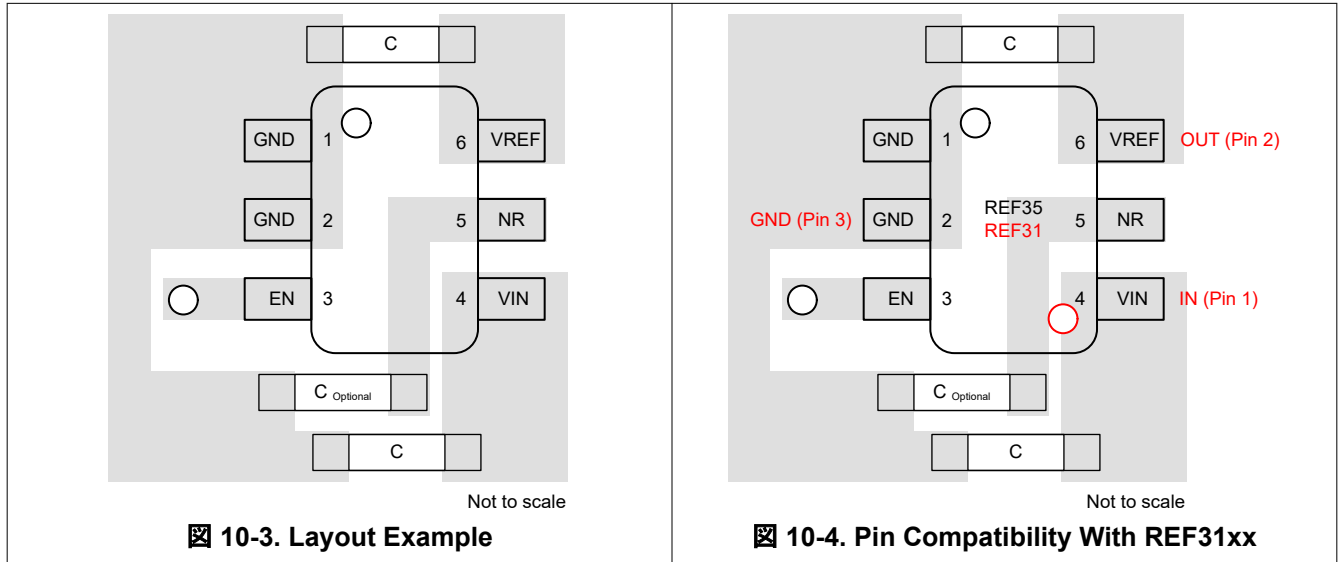 C
GND 1 6 VREF
GND 2 5 NR
EN 3 4 VIN
C Optional
C
Not to scale
図 10-3. Layout Example
C
GND 1 6 VREF OUT (Pin 2)
GND (Pin 3) GND 2 REF35 5 NR
REF31
EN 3 4 VIN IN (Pin 1)
C Optional
C
Not to scale
図 10-4. Pin Compatibility With REF31xx